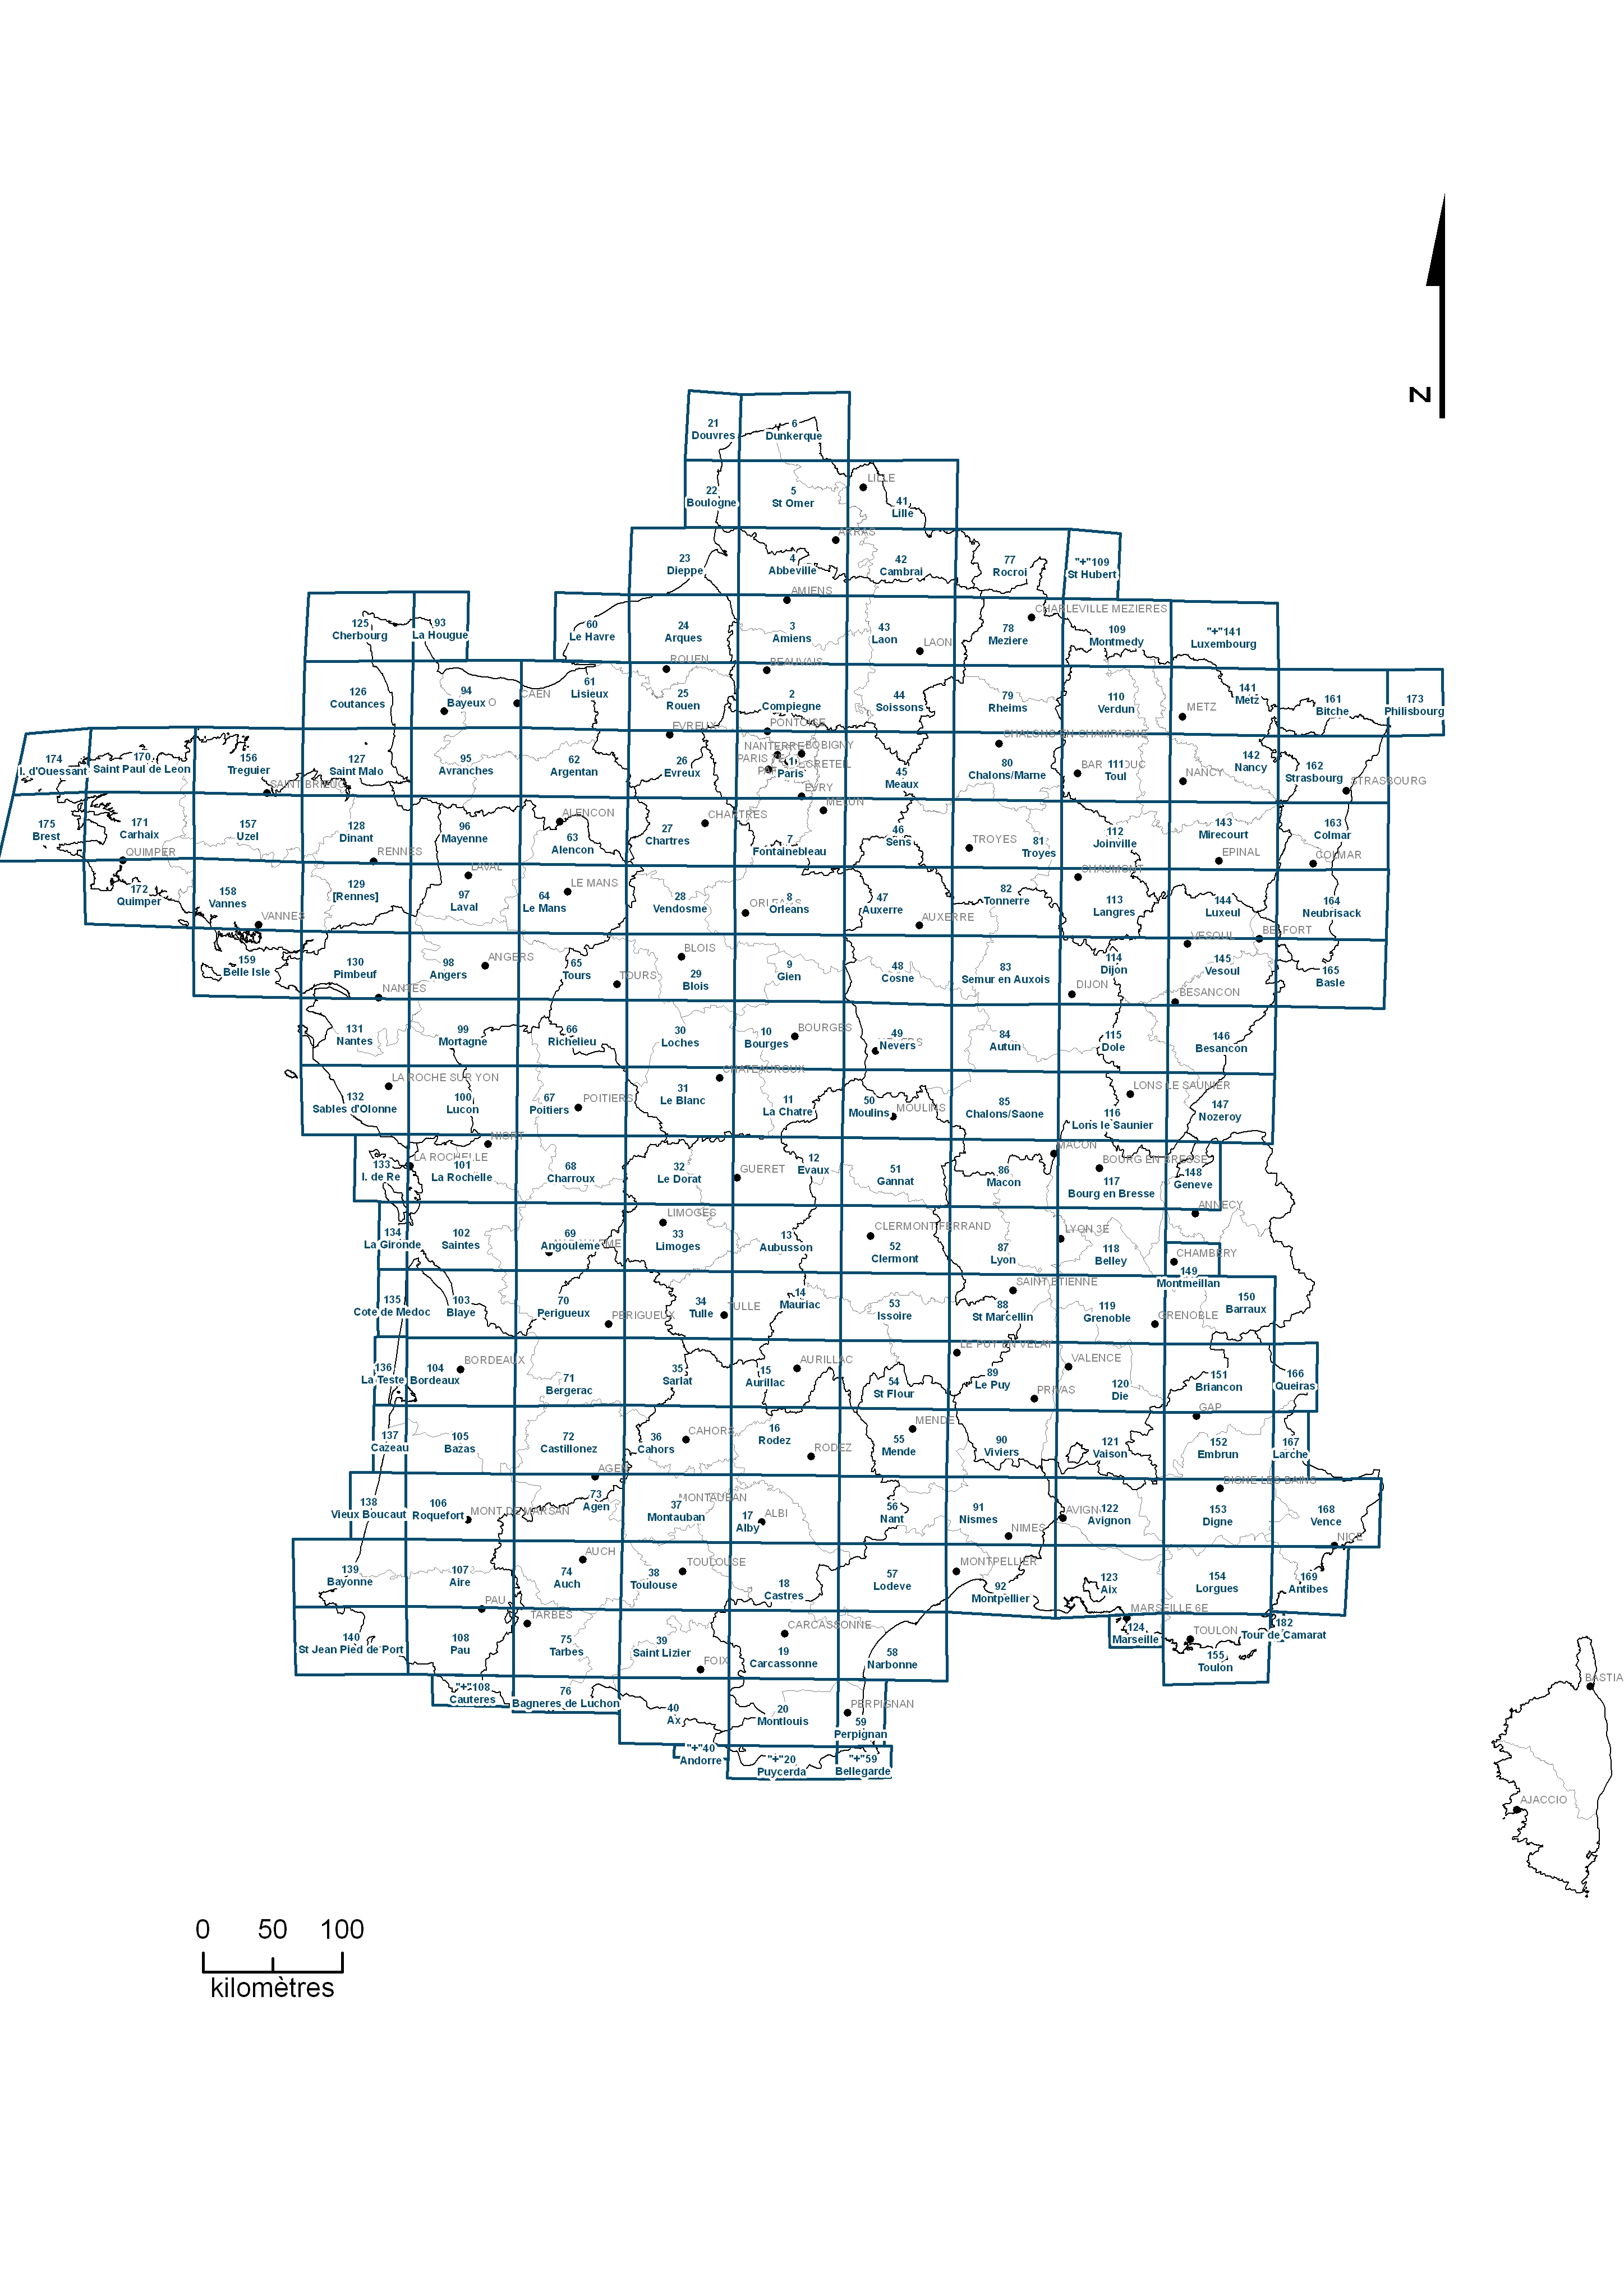 N
21
Douvres
6
Dunkerque
22
Boulogne
5
St Omer
LILLE
41
Lille
ARRAS
23
Dieppe
4
Abbeville
42
Cambrai
77
Rocroi
"+"109
St Hubert
AMIENS
CHARLEVILLE MEZIERES
125
Cherbourg
93
La Hougue
60
Le Havre
24
Arques
3
Amiens
43
Laon
LAON
78
Meziere
109
Montmedy
"+"141
Luxembourg
ROUEN
BEAUVAIS
126
Coutances
94
Bayeux
CAEN
61
Lisieux
25
Rouen
2
Compiegne
44
Soissons
79
Rheims
110
Verdun
141
Metz
METZ
161
Bitche
173
Philisbourg
EVREUX
PONTOISE
CHALONS EN CHAMPAGNE
174
I. d'Ouessant
170
Saint Paul de Leon
156
Treguier
127
Saint Malo
SAINT BRIEUC
95
Avranches
62
Argentan
26
Evreux
NANTERRE
BOBIGNY
PARIS
CRETEIL
1
Paris
EVRY
45
Meaux
80
Chalons/Marne
BAR
DUC
111
Toul
NANCY
142
Nancy
162
Strasbourg
STRASBOURG
175
Brest
171
Carhaix
157
Uzel
128
Dinant
96
Mayenne
ALENCON
63
Alencon
27
Chartres
CHARTRES
MELUN
7
Fontainebleau
46
Sens
TROYES
81
Troyes
112
Joinville
143
Mirecourt
EPINAL
163
Colmar
COLMAR
QUIMPER
RENNES
LAVAL
CHAUMONT
172
Quimper
158
Vannes
VANNES
129
[Rennes]
97
Laval
64
Le Mans
LE MANS
28
Vendosme
ORLEANS
8
Orleans
47
Auxerre
AUXERRE
82
Tonnerre
113
Langres
144
Luxeul
164
Neubrisack
VESOUL
BELFORT
159
Belle Isle
130
Pimbeuf
98
Angers
ANGERS
65
Tours
TOURS
BLOIS
29
Blois
9
Gien
48
Cosne
83
Semur en Auxois
114
Dijon
DIJON
145
Vesoul
BESANCON
165
Basle
NANTES
131
Nantes
99
Mortagne
66
Richelieu
30
Loches
10
Bourges
BOURGES
49
Nevers
84
Autun
115
Dole
146
Besancon
LA ROCHE SUR YON
CHATEAUROUX
LONS LE SAUNIER
132
Sables d'Olonne
100
Lucon
67
Poitiers
POITIERS
31
Le Blanc
11
La Chatre
50
Moulins
MOULINS
85
Chalons/Saone
116
Lons le Saunier
147
Nozeroy
NIORT
MACON
LA ROCHELLE
BOURG EN BRESSE
133
I. de Re
101
La Rochelle
68
Charroux
32
Le Dorat
GUERET
12
Evaux
51
Gannat
86
Macon
117
Bourg en Bresse
148
Geneve
ANNECY
LIMOGES
CLERMONT FERRAND
LYON 3E
134
La Gironde
102
Saintes
69
Angouleme
33
Limoges
13
Aubusson
52
Clermont
87
Lyon
118
Belley
CHAMBERY
149
Montmeillan
SAINT ETIENNE
135
Cote de Medoc
103
Blaye
70
Perigueux
PERIGUEUX
34
Tulle
TULLE
14
Mauriac
53
Issoire
88
St Marcellin
119
Grenoble
GRENOBLE
150
Barraux
LE PUY EN VELAY
BORDEAUX
AURILLAC
VALENCE
136
La Teste
104
Bordeaux
71
Bergerac
35
Sarlat
15
Aurillac
54
St Flour
89
Le Puy
PRIVAS
120
Die
151
Briancon
166
Queiras
GAP
MENDE
137
Cazeau
105
Bazas
72
Castillonez
36
Cahors
CAHORS
16
Rodez
RODEZ
55
Mende
90
Viviers
121
Vaison
152
Embrun
167
Larche
AGEN
DIGNE LES BAINS
138
Vieux Boucaut
106
Roquefort
MONT DE MARSAN
73
Agen
MONTAUBAN
37
Montauban
17
Alby
ALBI
56
Nant
91
Nismes
NIMES
AVIGNON
122
Avignon
153
Digne
168
Vence
NICE
139
Bayonne
107
Aire
AUCH
74
Auch
38
Toulouse
TOULOUSE
18
Castres
57
Lodeve
MONTPELLIER
92
Montpellier
123
Aix
154
Lorgues
169
Antibes
PAU
TARBES
MARSEILLE 6E
140
St Jean Pied de Port
108
Pau
75
Tarbes
39
Saint Lizier
FOIX
CARCASSONNE
19
Carcassonne
58
Narbonne
124
Marseille
TOULON
155
Toulon
182
Tour de Camarat
"+"108
Cauteres
76
Bagneres de Luchon
40
Ax
20
Montlouis
PERPIGNAN
59
Perpignan
"+"40
Andorre
"+"20
Puycerda
"+"59
Bellegarde
BASTIA
AJACCIO
0 50 100
kilomètres